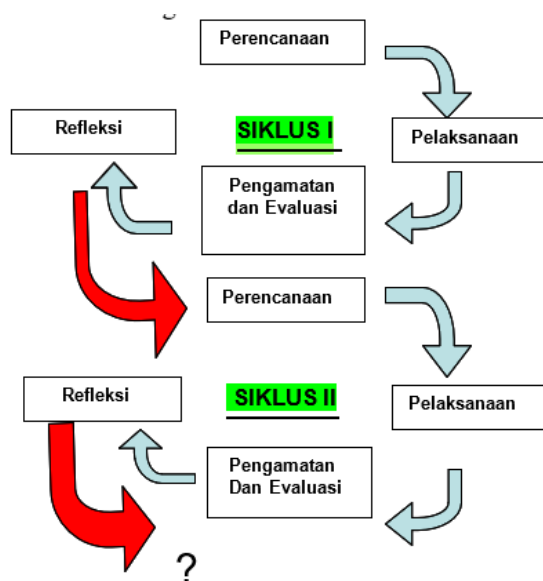 Perencanaan
Refleksi
SIKLUS I
Pelaksanaan
Pengamatan
dan Evaluasi
Perencanaan
Refleksi
SIKLUS II
Pelaksanaan
Pengamatan
Dan Evaluasi
?